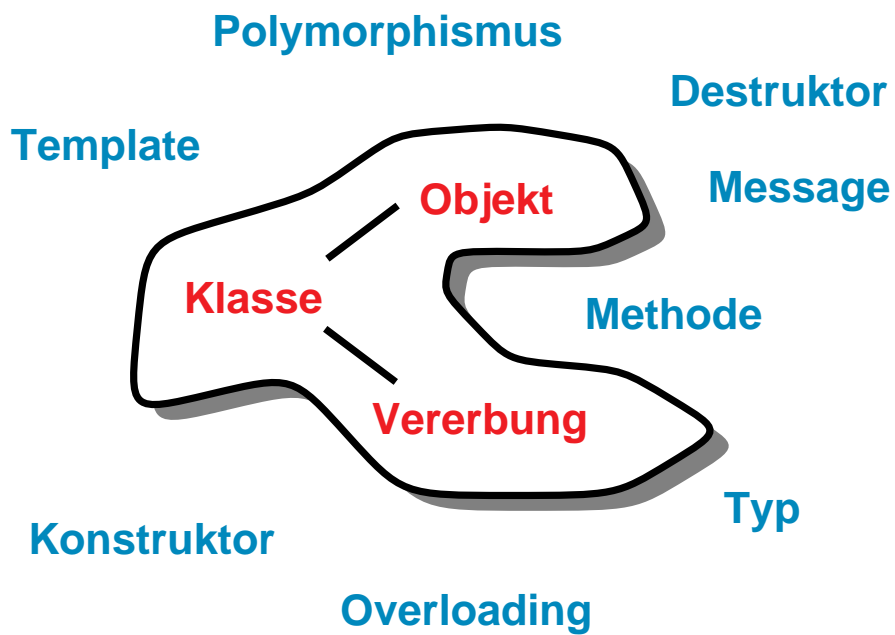 Polymorphismus
Destruktor
Template
Message
Objekt
Klasse
Methode
Vererbung
Typ
Konstruktor
Overloading